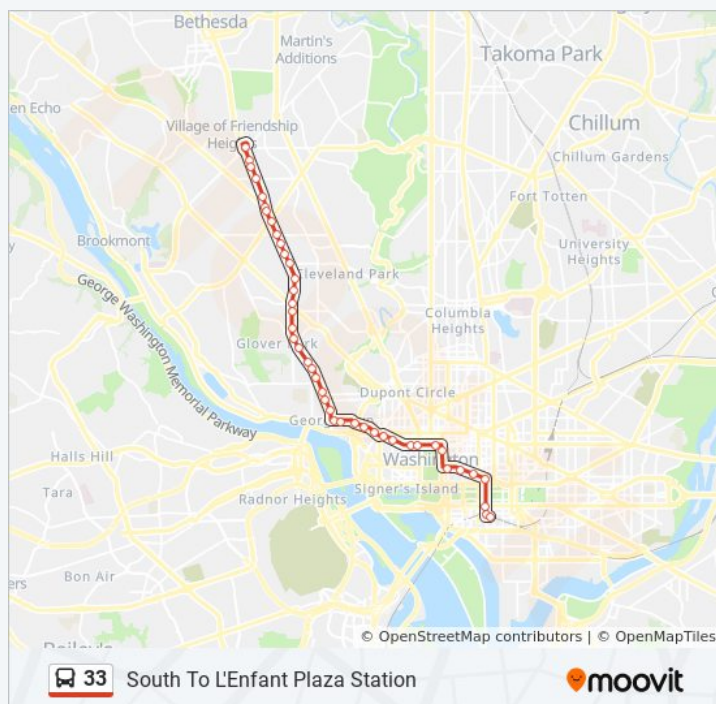 Bethesda
Martin's
Additions
Takoma Park
en Echo
Village of Friendship
Heights
Chillum
Chillum Gardens
Fort Totten
Brookmont
University
Heights
Cleveland Park
George Washington Memorial Parkway
Columbia
Heights
Glover Park
Dupont Circle
Halls Hill
Washington
Tara
Signer's Island
Radnor Heights
Bon Air
© OpenStreetMap contributors | © OpenMapTiles
33
South To L'Enfant Plaza Station
moovit